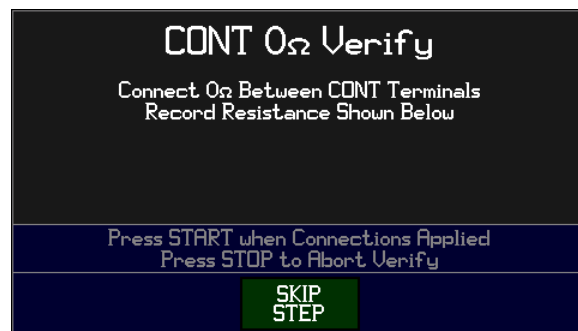 CONT 0Ω Verify
Connect 0Ω Between CONT Terminals
Record Resistance Shown Below
Press START when Connections Applied
Press STOP to Abort Verify
SKIP
STEP